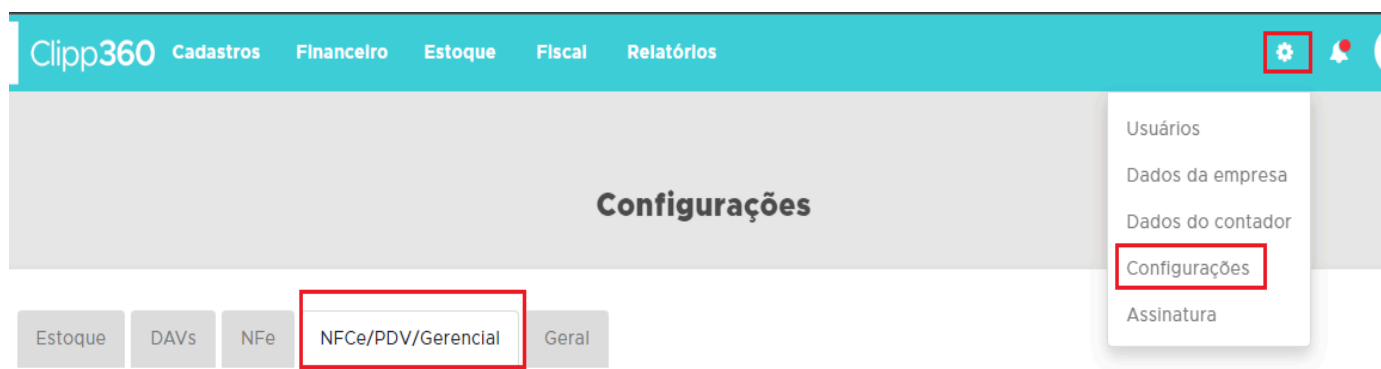 Clipp360 Cadastros Financeiro Estoque Fiscal Relatórios
Usuários
Dados da empresa
Configurações
Dados do contador
Configurações
Assinatura
Estoque DAVs NFe NFCe/PDV/Gerencial Geral